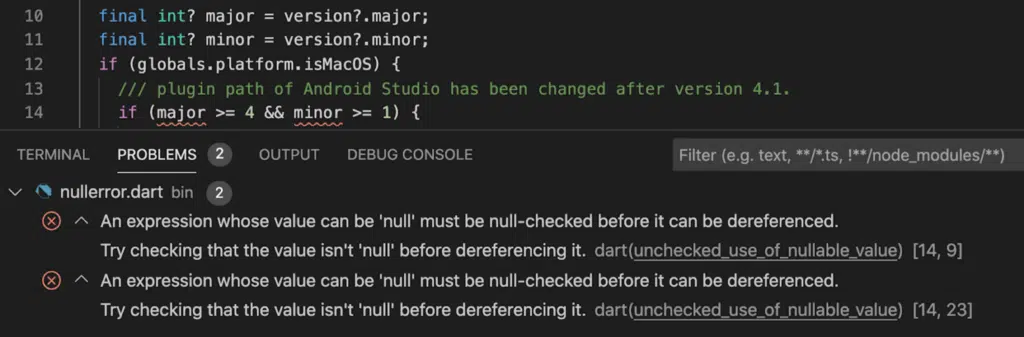 10 final int? major = version?.major;
11 final int? minor = version?.minor;
12 if (globals.platform.isMacOS) {
13 /// plugin path of Android Studio has been changed after version 4.1.
14 if (major >= 4 && minor >= 1) {
TERMINAL PROBLEMS 2 OUTPUT DEBUG CONSOLE Filter (e.g. text, **/*.ts, !**/node_modules/**)
nullerror.dart bin 2
An expression whose value can be 'null' must be null-checked before it can be dereferenced.
Try checking that the value isn't 'null' before dereferencing it. dart(unchecked_use_of_nullable_value) [14, 9]
An expression whose value can be 'null' must be null-checked before it can be dereferenced.
Try checking that the value isn't 'null' before dereferencing it. dart(unchecked_use_of_nullable_value) [14, 23]